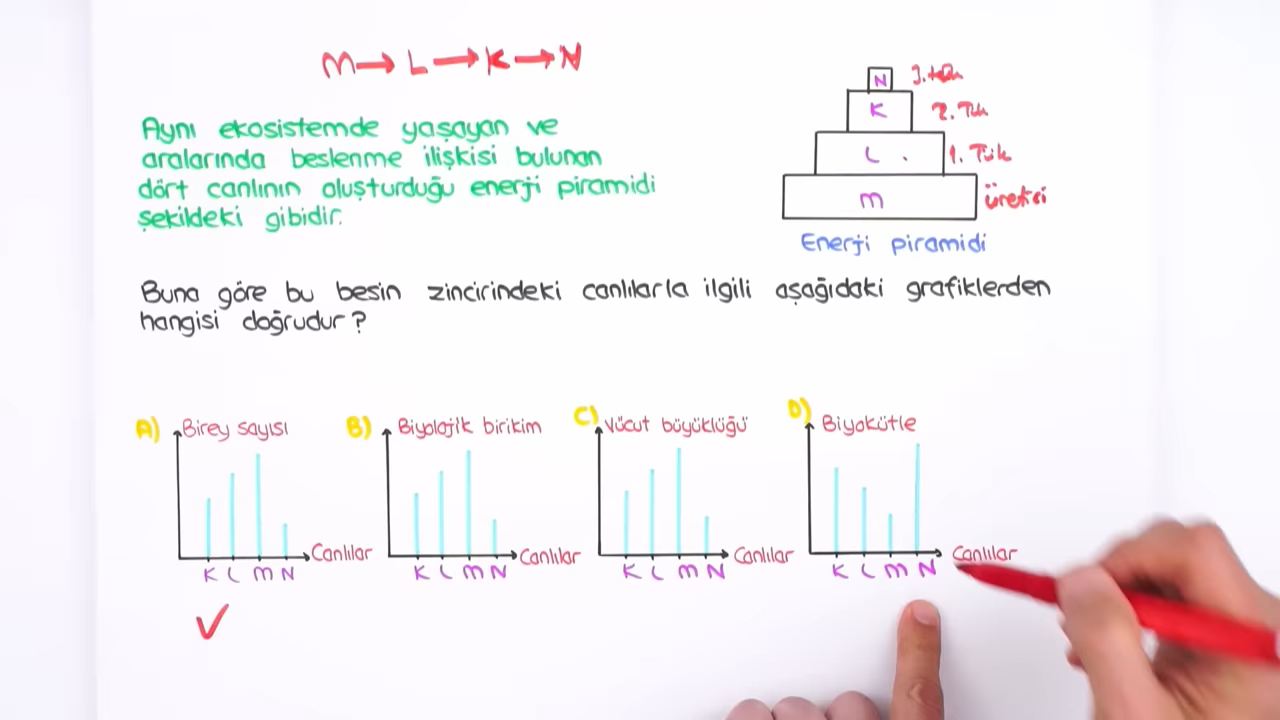 M → L → K → N
Aynı ekosistemde yaşayan ve
aralarında beslenme ilişkisi bulunan
dört canlının oluşturduğu enerji piramidi
şekildeki gibidir.
N
K 2. Tük
L 1. Tük
M üretici
Enerji piramidi
Buna göre bu besin zincirindeki canlılarla ilgili aşağıdaki grafiklerden
hangisi doğrudur?
A) Birey sayısı
Canlılar
K L M N
B) Biyolojik birikim
Canlılar
K L M N
C) Vücut büyüklüğü
Canlılar
K L M N
D) Biyokütle
Canlılar
K L M N